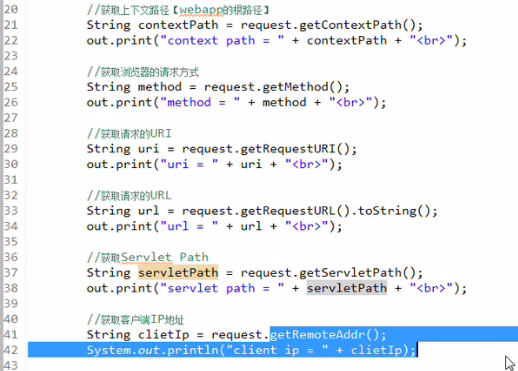 20 //获取上下文路径【webapp的根路径】
21 String contextPath = request.getContextPath();
22 out.print("context path = " + contextPath + "<br>");
23
24 //获取浏览器的请求方式
25 String method = request.getMethod();
26 out.print("method = " + method + "<br>");
27
28 //获取请求的URI
29 String uri = request.getRequestURI();
30 out.print("uri = " + uri + "<br>");
31
32 //获取请求的URL
33 String url = request.getRequestURL().toString();
34 out.print("url = " + url + "<br>");
35
36 //获取Servlet Path
37 String servletPath = request.getServletPath();
38 out.print("servlet path = " + servletPath + "<br>");
39
40 //获取客户端IP地址
41 String clietIp = request.getRemoteAddr();
42 System.out.println("client ip = " + clietIp);
43